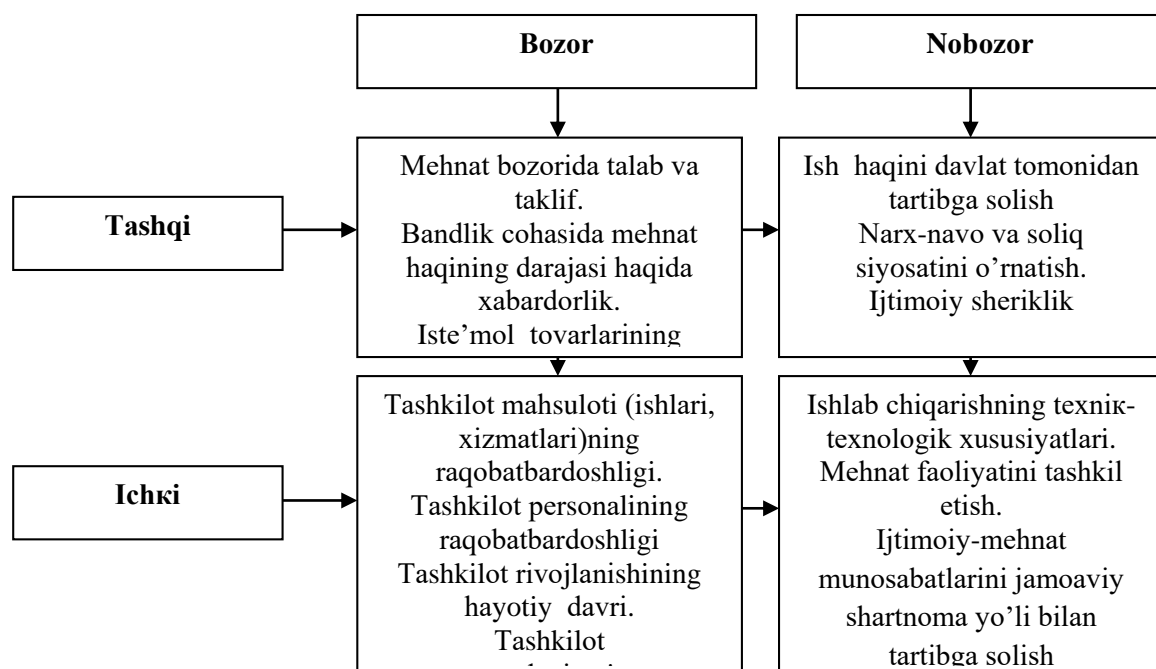 Bozor
Nobozor
Tashqi
Mehnat bozorida talab va
taklif.
Bandlik cohasida mehnat
haqining darajasi haqida
xabardorlik.
Iste’mol tovarlarining
Ish haqini davlat tomonidan
tartibga solish
Narx-navo va soliq
siyosatini o’rnatish.
Ijtimoiy sheriklik
Ichкi
Tashkilot mahsuloti (ishlari,
xizmatlari)ning
raqobatbardoshligi.
Tashkilot personalining
raqobatbardoshligi
Tashkilot rivojlanishining
hayotiy davri.
Tashkilot
Ishlab chiqarishning texniк-
texnologik xususiyatlari.
Mehnat faoliyatini tashkil
etish.
Ijtimoiy-mehnat
munosabatlarini jamoaviy
shartnoma yo’li bilan
tartibga solish